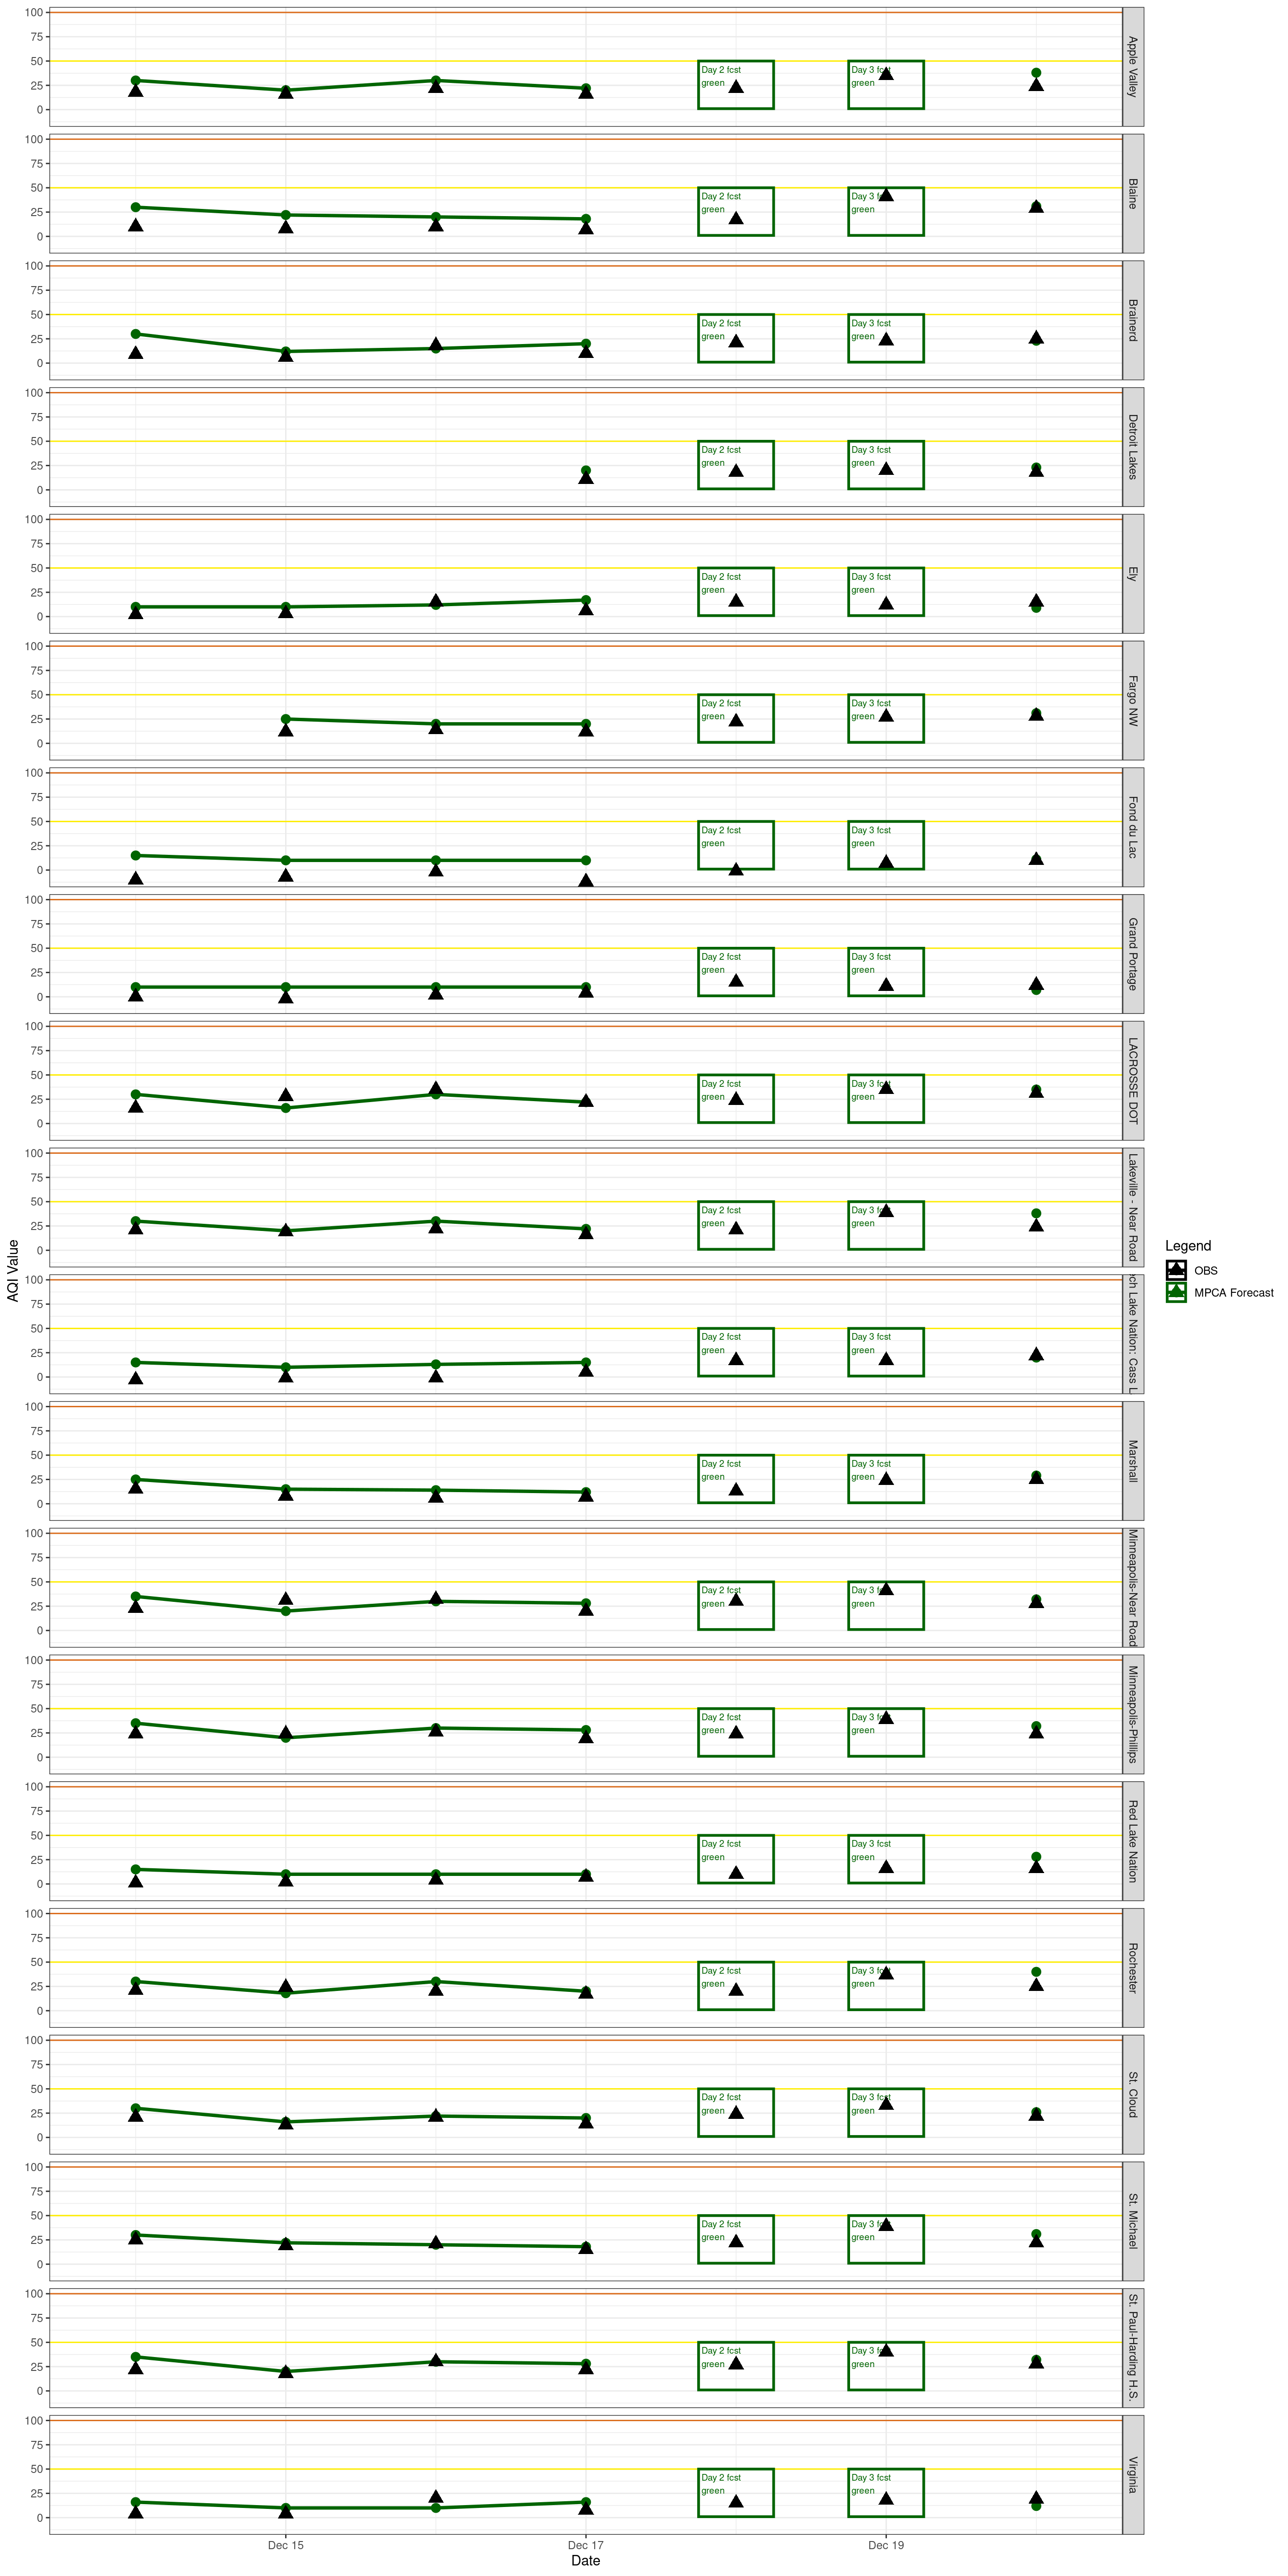 100
75
50
25
0
Day 2 fcst
green
Day 3 fcst
green
Apple Valley
100
75
50
25
0
Day 2 fcst
green
Day 3 fcst
green
Blaine
100
75
50
25
0
Day 2 fcst
green
Day 3 fcst
green
Brainerd
100
75
50
25
0
Day 2 fcst
green
Day 3 fcst
green
Detroit Lakes
100
75
50
25
0
Day 2 fcst
green
Day 3 fcst
green
Ely
100
75
50
25
0
Day 2 fcst
green
Day 3 fcst
green
Fargo NW
100
75
50
25
0
Day 2 fcst
green
Day 3 fcst
green
Fond du Lac
100
75
50
25
0
Day 2 fcst
green
Day 3 fcst
green
Grand Portage
100
75
50
25
0
Day 2 fcst
green
Day 3 fcst
green
LACROSSE DOT
100
75
50
25
0
Day 2 fcst
green
Day 3 fcst
green
Lakeville - Near Road
AQI Value
Legend
OBS
MPCA Forecast
100
75
50
25
0
Day 2 fcst
green
Day 3 fcst
green
ch Lake Nation: Cass L
100
75
50
25
0
Day 2 fcst
green
Day 3 fcst
green
Marshall
100
75
50
25
0
Day 2 fcst
green
Day 3 fcst
green
Minneapolis-Near Road
100
75
50
25
0
Day 2 fcst
green
Day 3 fcst
green
Minneapolis-Phillips
100
75
50
25
0
Day 2 fcst
green
Day 3 fcst
green
Red Lake Nation
100
75
50
25
0
Day 2 fcst
green
Day 3 fcst
green
Rochester
100
75
50
25
0
Day 2 fcst
green
Day 3 fcst
green
St. Cloud
100
75
50
25
0
Day 2 fcst
green
Day 3 fcst
green
St. Michael
100
75
50
25
0
Day 2 fcst
green
Day 3 fcst
green
St. Paul-Harding H.S.
100
75
50
25
0
Day 2 fcst
green
Day 3 fcst
green
Virginia
Dec 15
Dec 17
Dec 19
Date